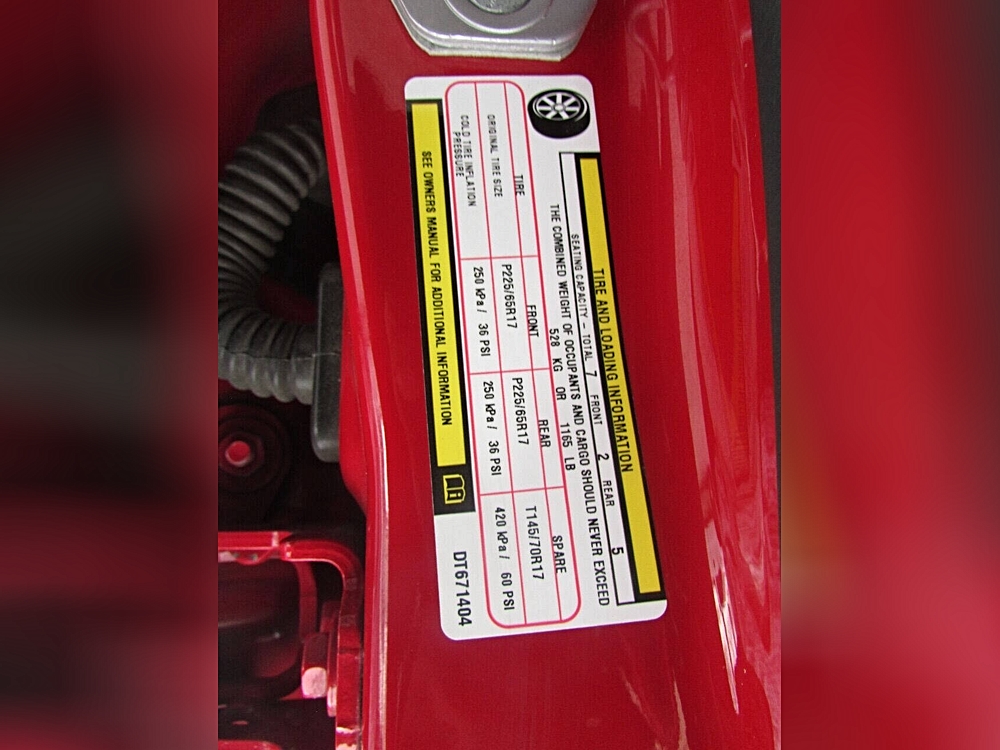 TIRE AND LOADING INFORMATION
SEATING CAPACITY – TOTAL 7 FRONT 2 REAR 5
THE COMBINED WEIGHT OF OCCUPANTS AND CARGO SHOULD NEVER EXCEED
528 KG OR 1165 LB
TIRE FRONT REAR SPARE
ORIGINAL TIRE SIZE P225/65R17 P225/65R17 T145/70R17
COLD TIRE INFLATION PRESSURE 250 kPa / 36 PSI 250 kPa / 36 PSI 420 kPa / 60 PSI
SEE OWNERS MANUAL FOR ADDITIONAL INFORMATION
DT671404